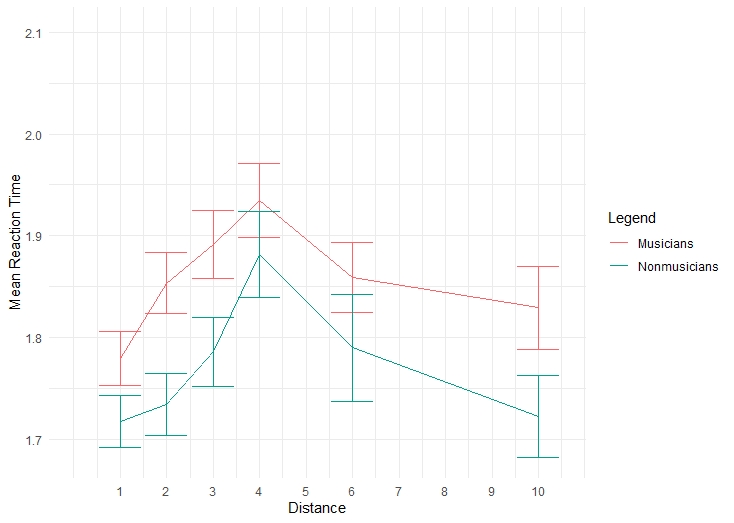 2.1
2.0
1.9
1.8
1.7
Mean Reaction Time
1 2 3 4 5 6 7 8 9 10
Distance
Legend
Musicians
Nonmusicians